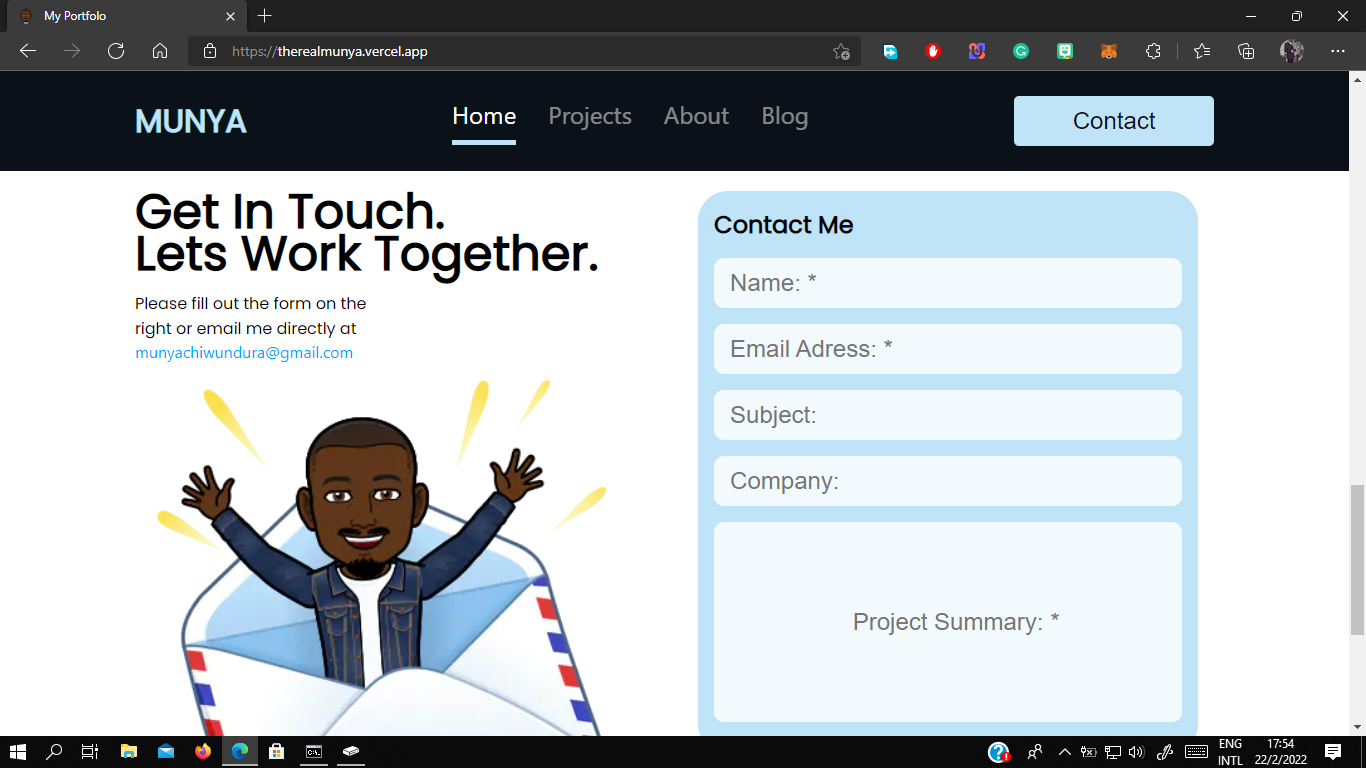 My Portfolo
https://therealmunya.vercel.app
MUNYA
Home
Projects
About
Blog
Contact
Get In Touch.
Lets Work Together.
Please fill out the form on the
right or email me directly at
munyachiwundura@gmail.com
Contact Me
Name: *
Email Adress: *
Subject:
Company:
Project Summary: *
ENG
INTL
17:54
22/2/2022